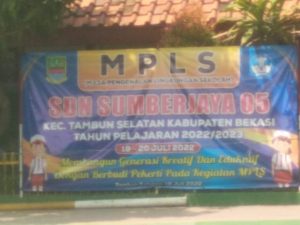 MPLS
(MASA PENGENALAN LINGKUNGAN SEKOLAH)
SDN SUMBERJAYA 05
KEC. TAMBUN SELATAN KABUPATEN BEKASI
TAHUN PELAJARAN 2022/2023
18 - 20 JULI 2022
Membangun Generasi Kreatif Dan Edukatif
Dengan Berbudi Pekerti Pada Kegiatan MPLS